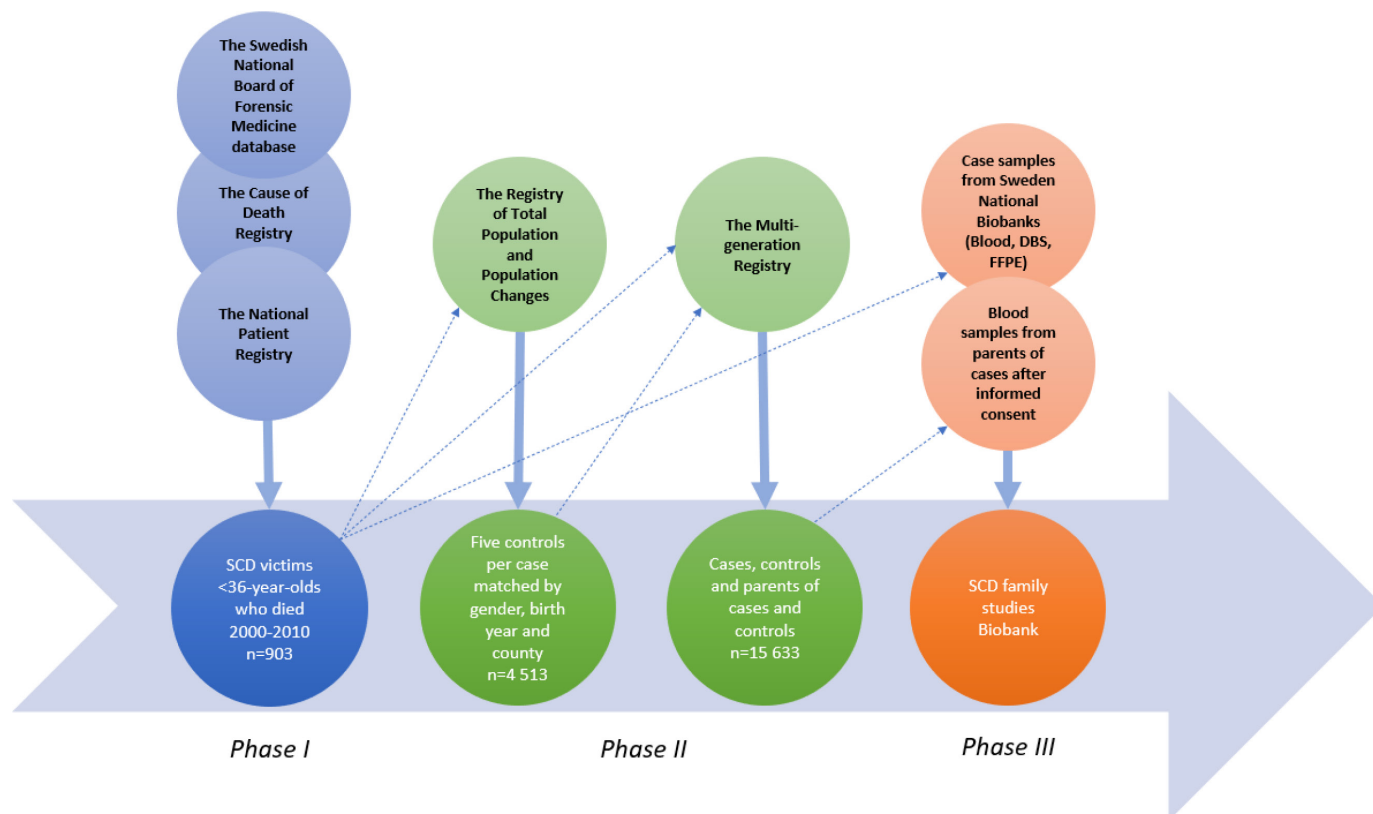 The Swedish
National
Board of
Forensic
Medicine
database
The Cause of
Death
Registry
The National
Patient
Registry
The Registry
of Total
Population
and
Population
Changes
The Multi-
generation
Registry
Case samples
from Sweden
National
Biobanks
(Blood, DBS,
FFPE)
Blood
samples from
parents of
cases after
informed
consent
SCD victims
<36-year-olds
who died
2000-2010
n=903
Five controls
per case
matched by
gender, birth
year and
county
n=4 513
Cases, controls
and parents of
cases and
controls
n=15 633
SCD family
studies
Biobank
Phase I
Phase II
Phase III